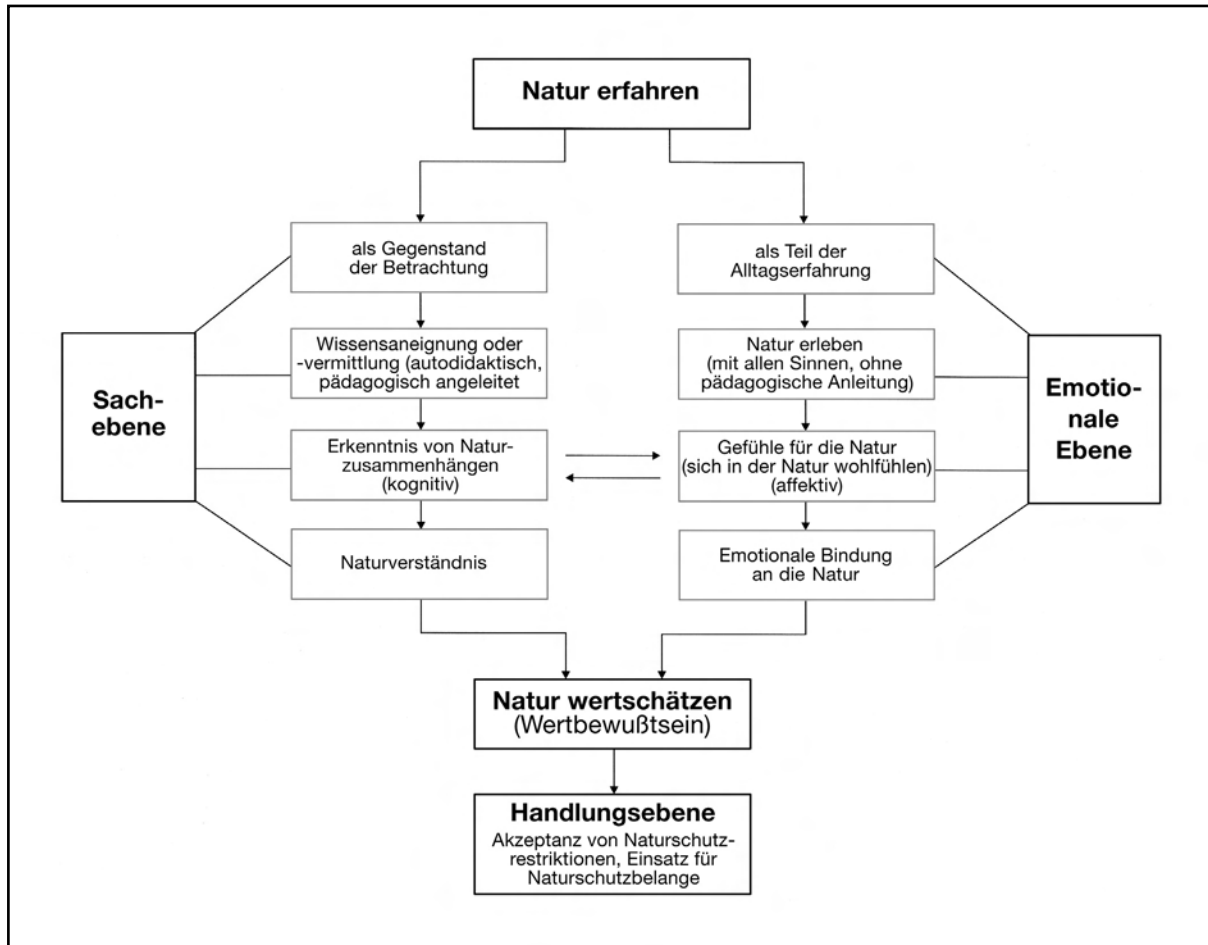 Natur erfahren
als Gegenstand
der Betrachtung
als Teil der
Alltagserfahrung
Sach-
ebene
Wissensaneignung oder
-vermittlung (autodidaktisch,
pädagogisch angeleitet
Natur erleben
(mit allen Sinnen, ohne
pädagogische Anleitung)
Emotio-
nale
Ebene
Erkenntnis von Natur-
zusammenhängen
(kognitiv)
Gefühle für die Natur
(sich in der Natur wohlfühlen)
(affektiv)
Naturverständnis
Emotionale Bindung
an die Natur
Natur wertschätzen
(Wertbewußtsein)
Handlungsebene
Akzeptanz von Naturschutz-
restriktionen, Einsatz für
Naturschutzbelange